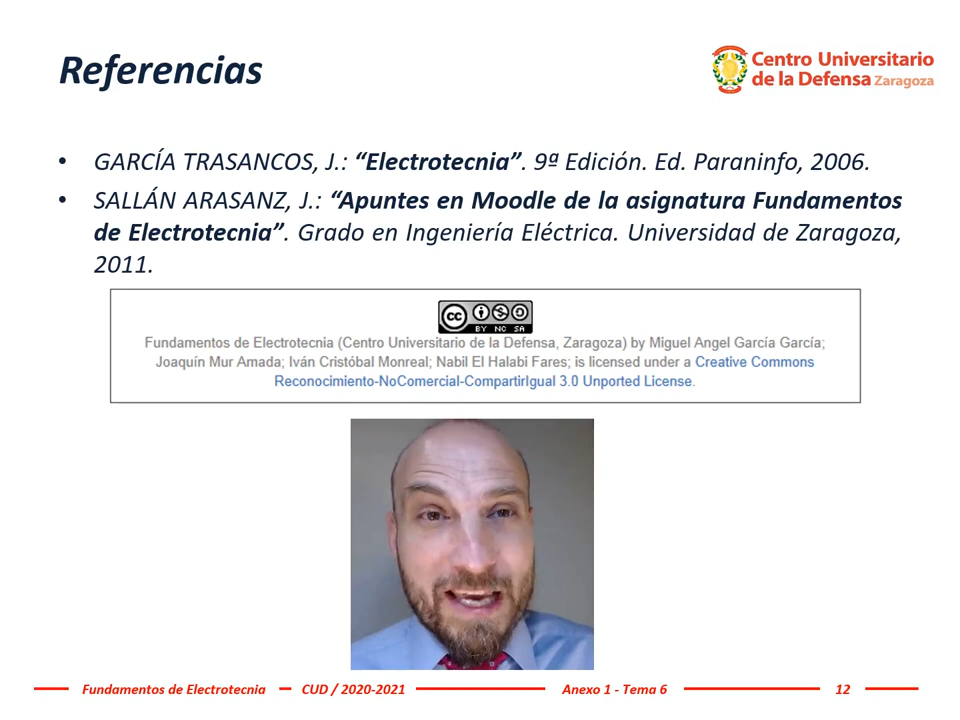 Referencias
Centro Universitario
de la Defensa Zaragoza
• GARCÍA TRASANCOS, J.: “Electrotecnia”. 9ª Edición. Ed. Paraninfo, 2006.
• SALLÁN ARASANZ, J.: “Apuntes en Moodle de la asignatura Fundamentos
de Electrotecnia”. Grado en Ingeniería Eléctrica. Universidad de Zaragoza,
2011.
cc BY NC SA
Fundamentos de Electrotecnia (Centro Universitario de la Defensa, Zaragoza) by Miguel Angel García García;
Joaquín Mur Amada; Iván Cristóbal Monreal; Nabil El Halabi Fares; is licensed under a Creative Commons
Reconocimiento-NoComercial-CompartirIgual 3.0 Unported License.
Fundamentos de Electrotecnia CUD / 2020-2021 Anexo 1 - Tema 6 12